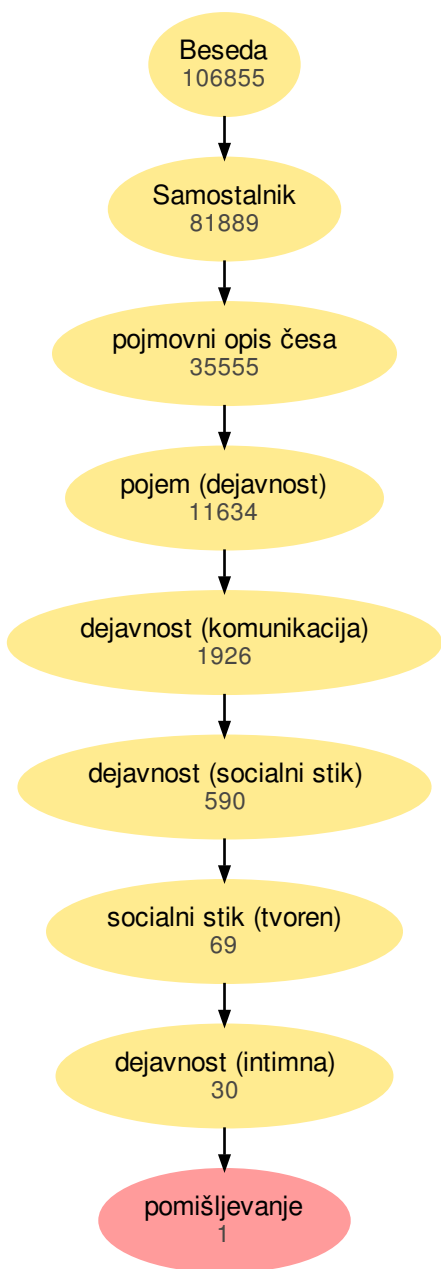 Beseda
106855
Samostalnik
81889
pojmovni opis česa
35555
pojem (dejavnost)
11634
dejavnost (komunikacija)
1926
dejavnost (socialni stik)
590
socialni stik (tvoren)
69
dejavnost (intimna)
30
pomišljevanje
1